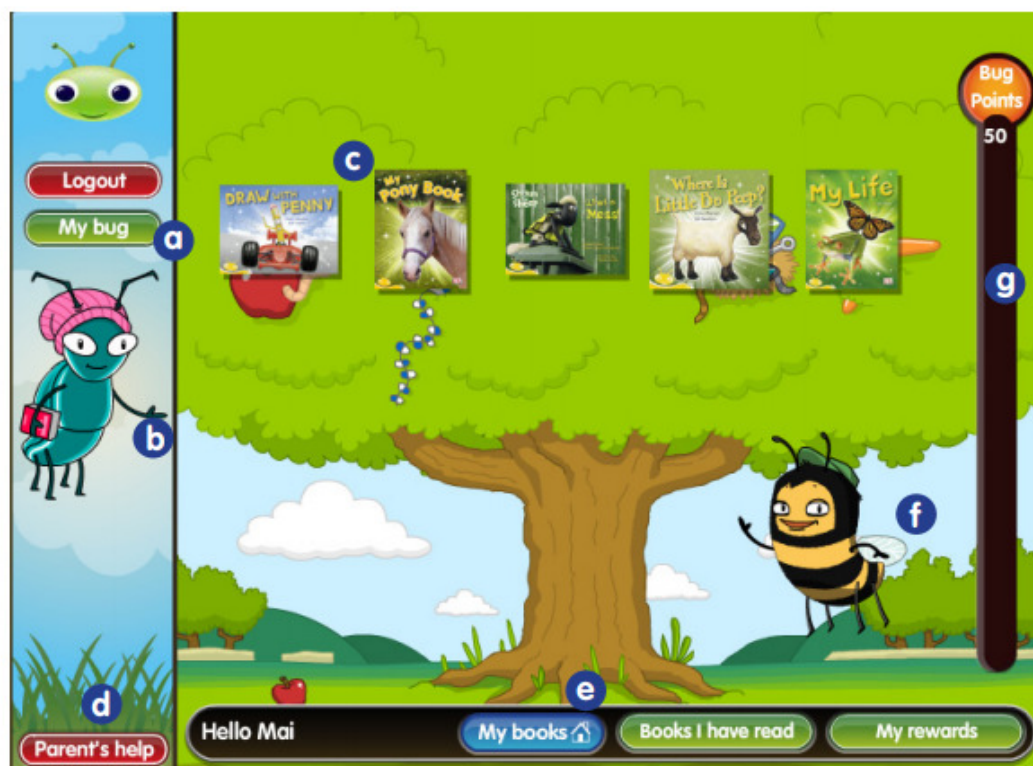 Logout
My bug
a
b
d
Parent's help
c
DRAW WITH
PENNY
My
Pony Book
Where Is
Little Bo Peep?
My Life
Bug
Points
50
g
f
e
Hello Mai
My books
Books I have read
My rewards